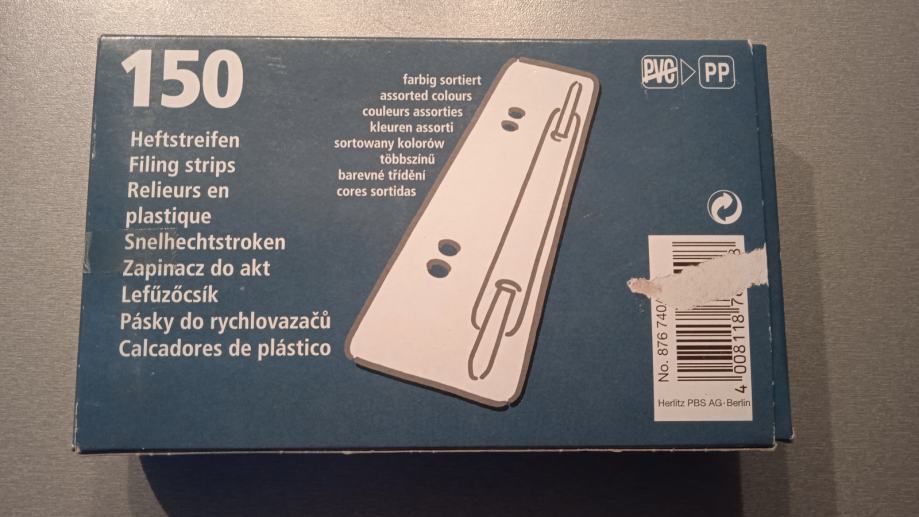 150
Heftstreifen
Filing strips
Relieurs en
plastique
Snelhechtstroken
Zapinacz do akt
Lefűzőcsík
Pásky do rychlovazačů
Calcadores de plástico
farbig sortiert
assorted colours
couleurs assorties
kleuren assorti
sortowany kolorów
többszínű
barevné třídění
cores sortidas
PVC PP
No. 876 740
4 008118
Herlitz PBS AG · Berlin